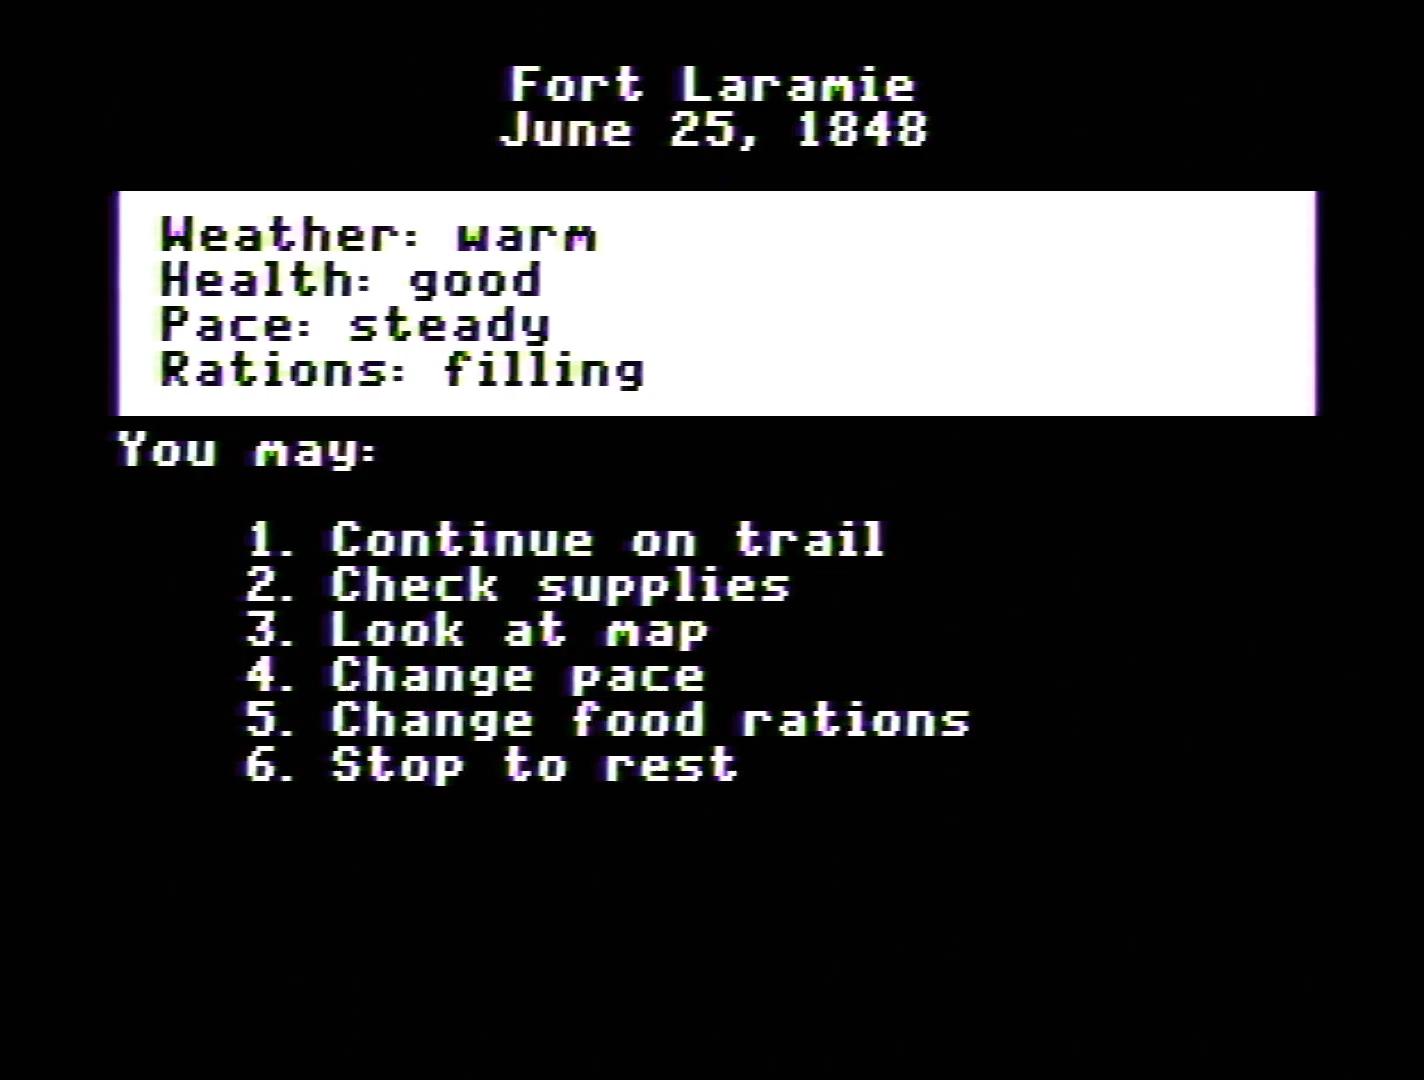 Fort Laramie
June 25, 1848
Weather: warm
Health: good
Pace: steady
Rations: filling
You may:
1. Continue on trail
2. Check supplies
3. Look at map
4. Change pace
5. Change food rations
6. Stop to rest